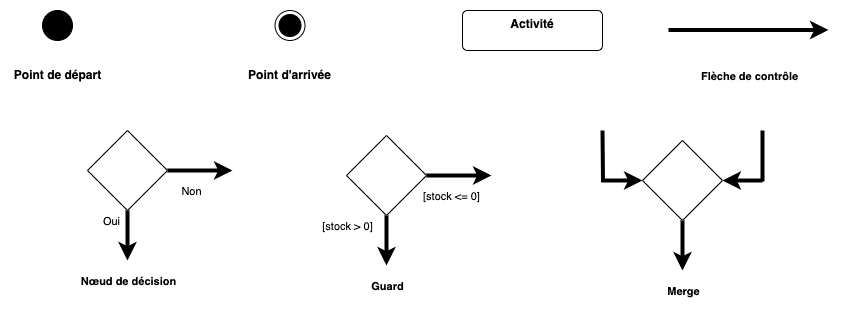 Activité
Point de départ
Point d'arrivée
Flèche de contrôle
Non
Oui
[stock <= 0]
[stock > 0]
Nœud de décision
Guard
Merge